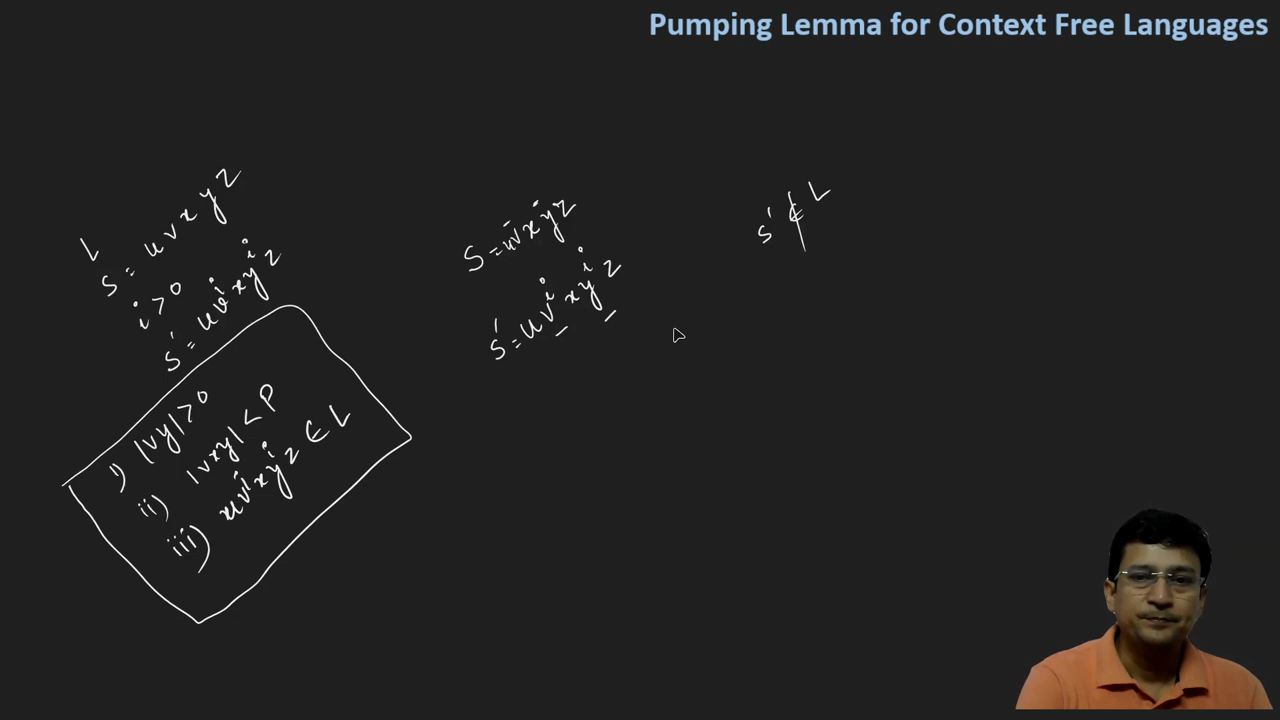 Pumping Lemma for Context Free Languages
L
S = uvxyz
i > 0
S' = uvⁱxyⁱz
i) |vy| > 0
ii) |vxy| < P
iii) uvⁱxyⁱz ∈ L
S = uvxyz
S' = uvⁱxyⁱz
S' ∉ L